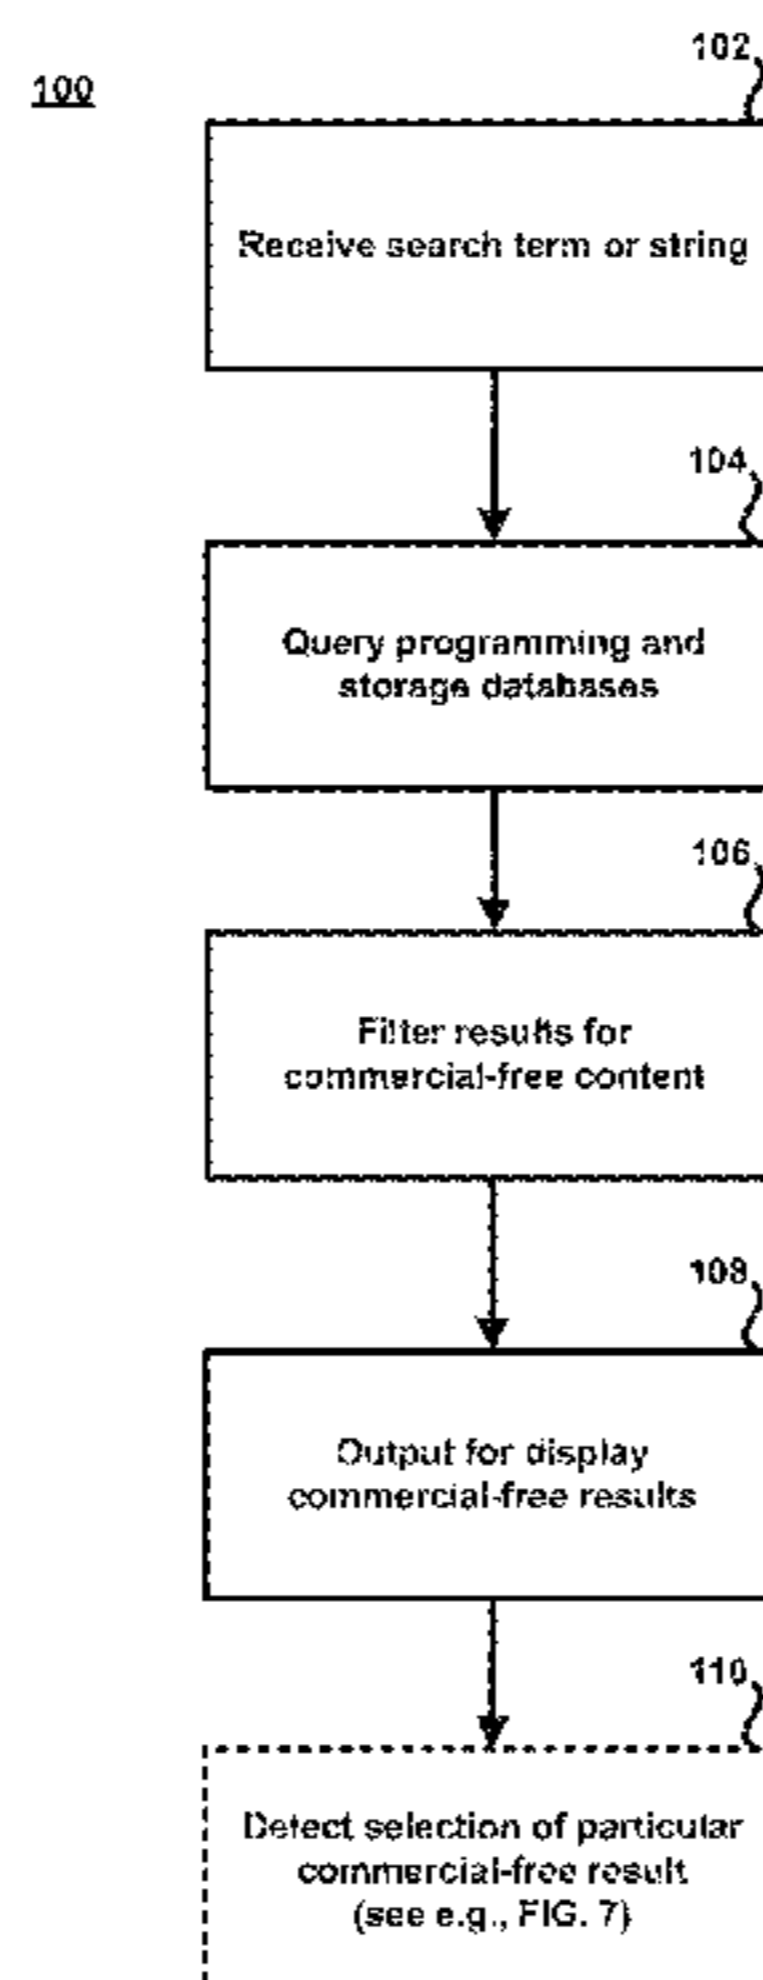 102
100
Receive search term or string
104
Query programming and
storage databases
106
Filter results for
commercial-free content
108
Output for display
commercial-free results
110
Detect selection of particular
commercial-free result
(see e.g., FIG. 7)